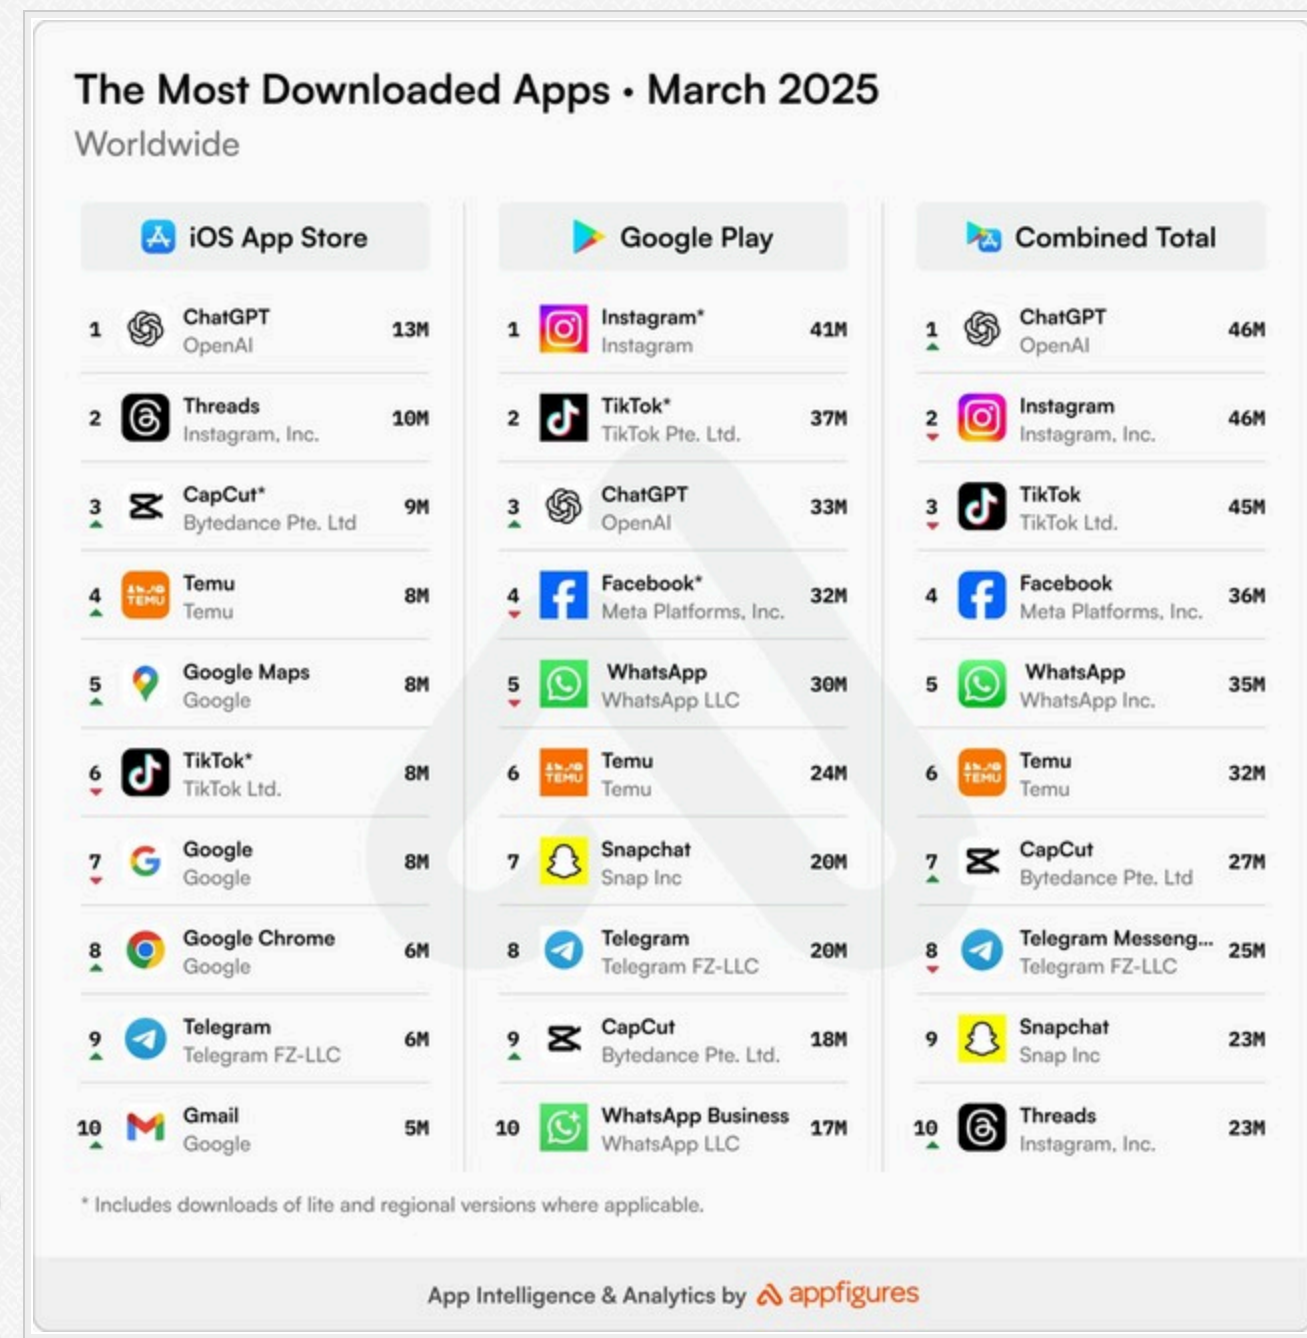 The Most Downloaded Apps · March 2025
Worldwide
iOS App Store
1 ChatGPT 13M
OpenAI
2 Threads 10M
Instagram, Inc.
3 CapCut* 9M
Bytedance Pte. Ltd
4 TEMU Temu 8M
Temu
5 Google Maps 8M
Google
6 TikTok* 8M
TikTok Ltd.
7 Google 8M
Google
8 Google Chrome 6M
Google
9 Telegram 6M
Telegram FZ-LLC
10 Gmail 5M
Google
Google Play
1 Instagram* 41M
Instagram
2 TikTok* 37M
TikTok Pte. Ltd.
3 ChatGPT 33M
OpenAI
4 Facebook* 32M
Meta Platforms, Inc.
5 WhatsApp 30M
WhatsApp LLC
6 TEMU Temu 24M
Temu
7 Snapchat 20M
Snap Inc
8 Telegram 20M
Telegram FZ-LLC
9 CapCut 18M
Bytedance Pte. Ltd.
10 WhatsApp Business 17M
WhatsApp LLC
Combined Total
1 ChatGPT 46M
OpenAI
2 Instagram 46M
Instagram, Inc.
3 TikTok 45M
TikTok Ltd.
4 Facebook 36M
Meta Platforms, Inc.
5 WhatsApp 35M
WhatsApp Inc.
6 TEMU Temu 32M
Temu
7 CapCut 27M
Bytedance Pte. Ltd
8 Telegram Messeng... 25M
Telegram FZ-LLC
9 Snapchat 23M
Snap Inc
10 Threads 23M
Instagram, Inc.
* Includes downloads of lite and regional versions where applicable.
App Intelligence & Analytics by appfigures